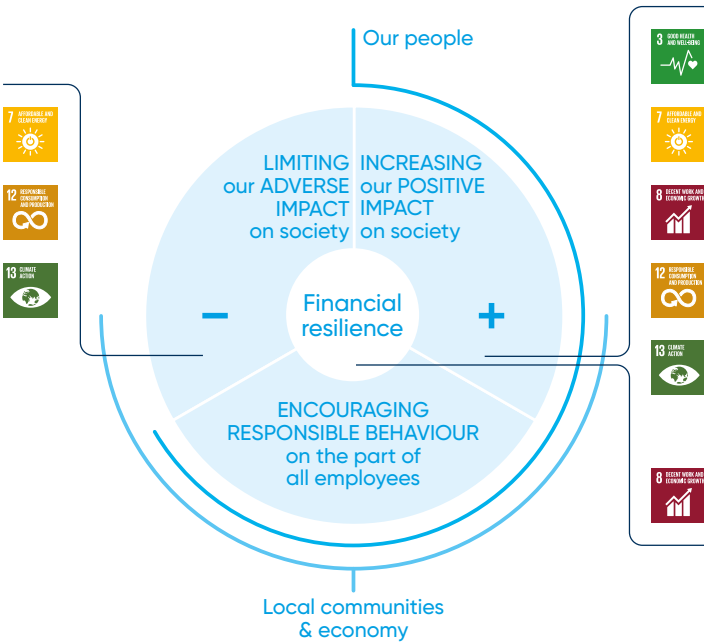 Our people
LIMITING
our ADVERSE
IMPACT
on society
INCREASING
our POSITIVE
IMPACT
on society
−
Financial
resilience
+
ENCOURAGING
RESPONSIBLE BEHAVIOUR
on the part of
all employees
Local communities
& economy
7 AFFORDABLE AND
CLEAN ENERGY
12 RESPONSIBLE
CONSUMPTION
AND PRODUCTION
13 CLIMATE
ACTION
3 GOOD HEALTH
AND WELL-BEING
7 AFFORDABLE AND
CLEAN ENERGY
8 DECENT WORK AND
ECONOMIC GROWTH
12 RESPONSIBLE
CONSUMPTION
AND PRODUCTION
13 CLIMATE
ACTION
8 DECENT WORK AND
ECONOMIC GROWTH